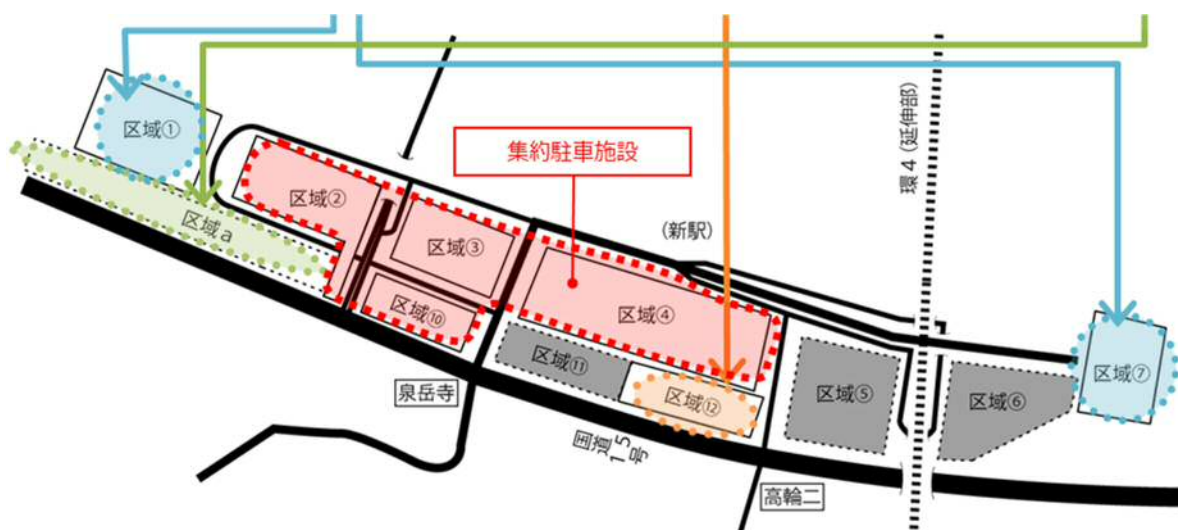 区域①
区域②
集約駐車施設
区域a
区域③
(新駅)
環4(延伸部)
区域⑩
区域④
区域⑪
区域⑫
区域⑤
区域⑥
区域⑦
泉岳寺
国道15号
高輪二